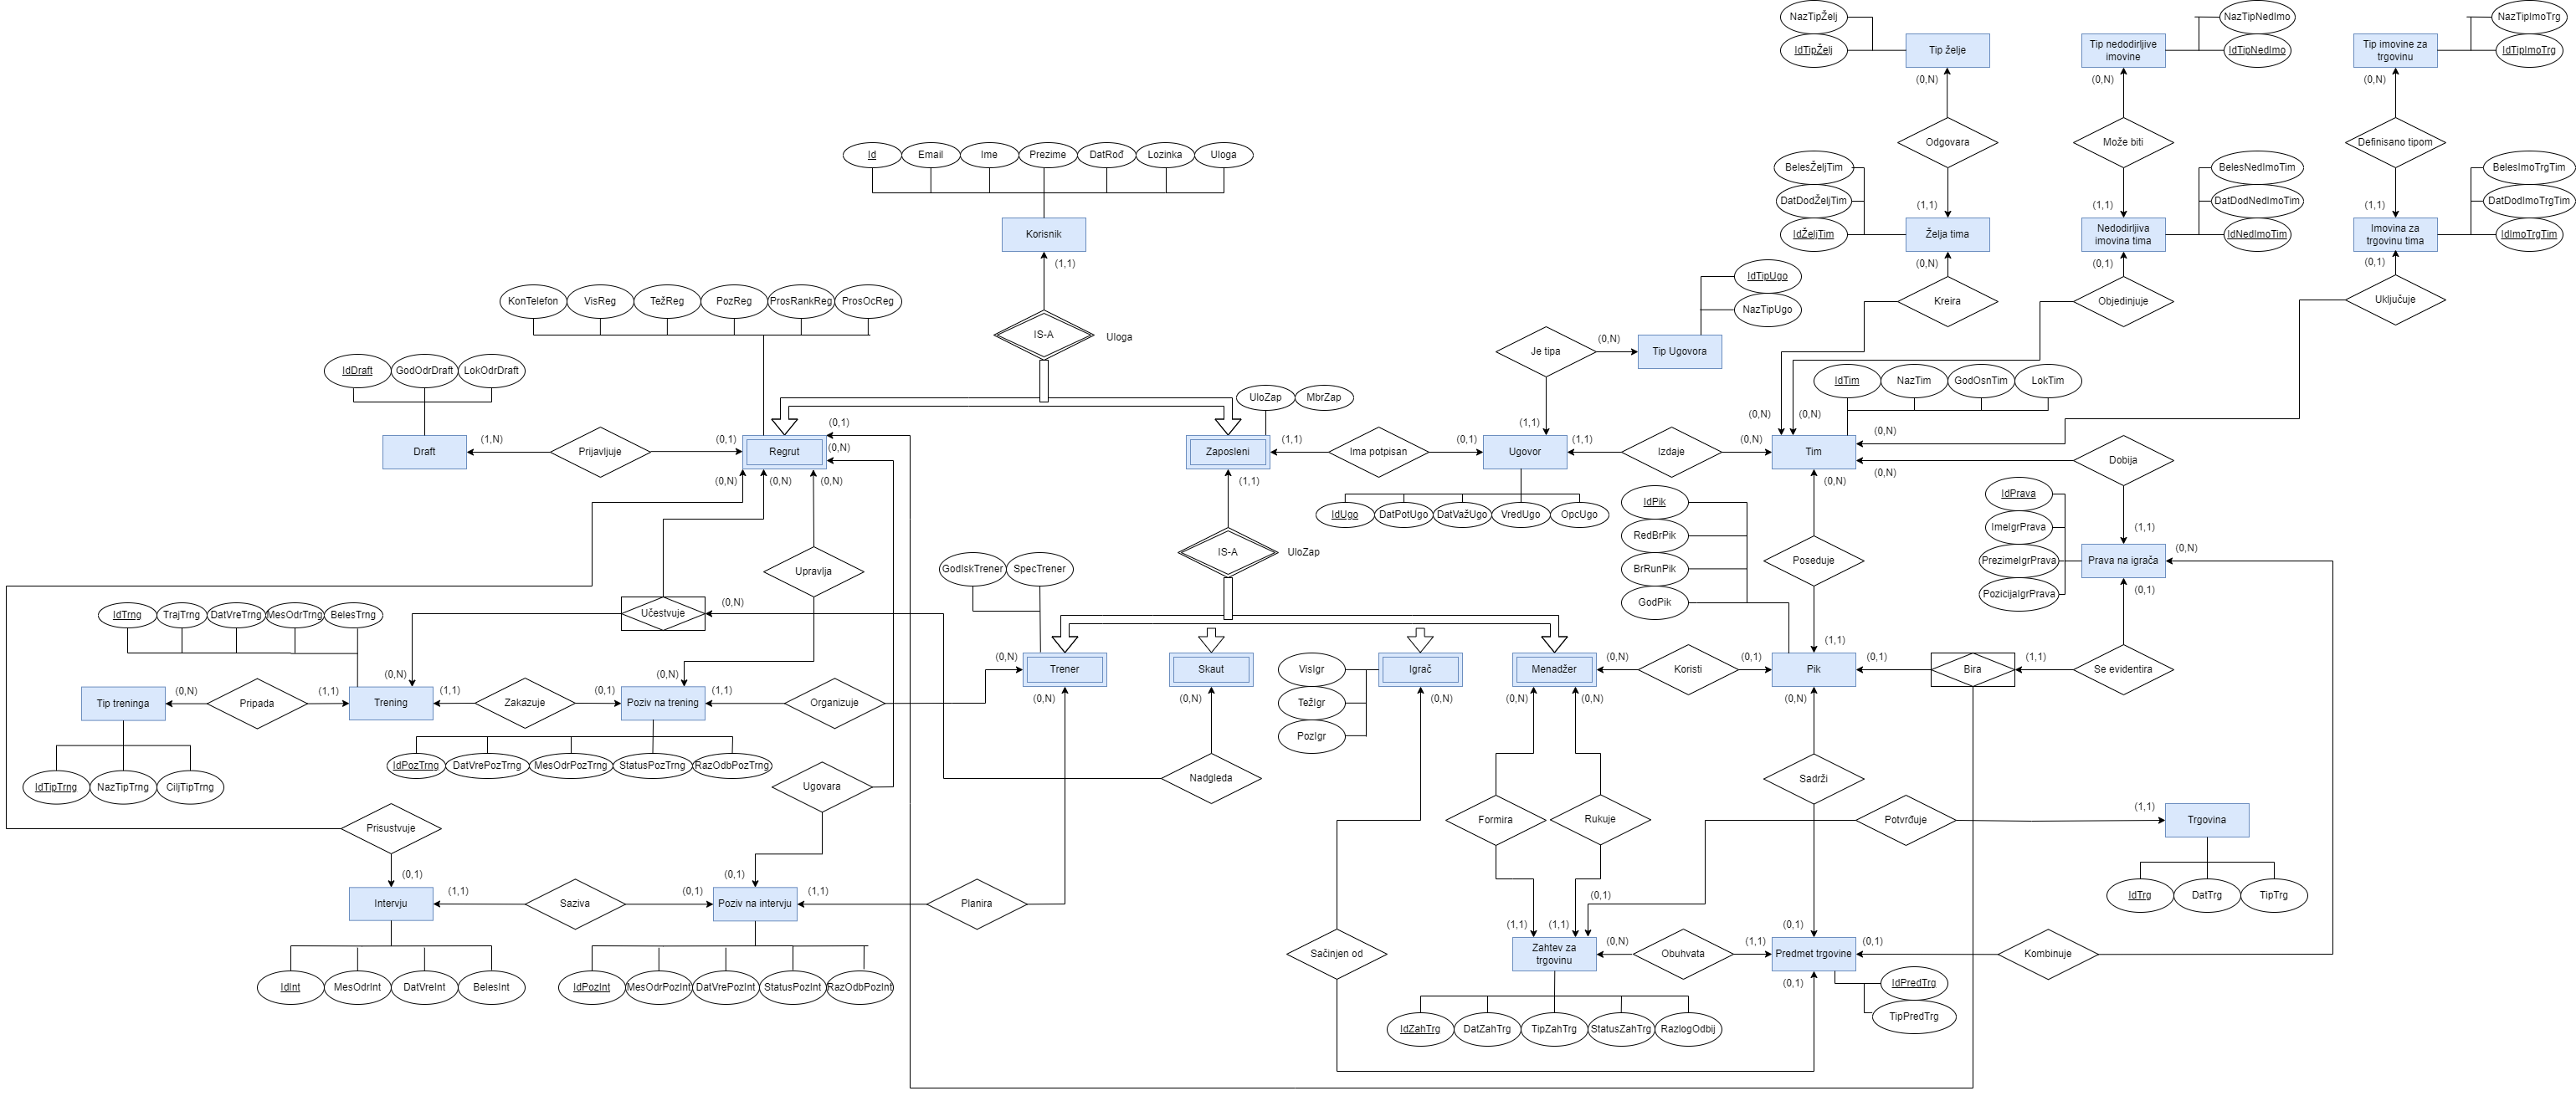 NazTipŽelj
IdTipŽelj
Tip želje
(0,N)
Odgovara
(1,1)
BelesŽeljTim
DatDodŽeljTim
IdŽeljTim
Želja tima
(0,N)
Kreira
NazTipNedImo
IdTipNedImo
Tip nedodirljive
imovine
(0,N)
Može biti
(1,1)
BelesNedImoTim
DatDodNedImoTim
IdNedImoTim
Nedodirljiva
imovina tima
(0,1)
Objedinjuje
NazTipImoTrg
IdTipImoTrg
Tip imovine za
trgovinu
(0,N)
Definisano tipom
(1,1)
BelesImoTrgTim
DatDodImoTrgTim
IdImoTrgTim
Imovina za
trgovinu tima
(0,1)
Uključuje
Id
Email
Ime
Prezime
DatRođ
Lozinka
Uloga
Korisnik
(1,1)
IS-A
Uloga
KonTelefon
VisReg
TežReg
PozReg
ProsRankReg
ProsOcReg
IdDraft
GodOdrDraft
LokOdrDraft
Draft
(1,N)
Prijavljuje
(0,1)
Regrut
(0,1)
(0,N)
(0,N)
(0,N)
(0,N)
UloZap
MbrZap
Zaposleni
(1,1)
Ima potpisan
(0,1)
Ugovor
(1,1)
Izdaje
(0,N)
Tim
(1,1)
Je tipa
(0,N)
Tip Ugovora
IdTipUgo
NazTipUgo
IdTim
NazTim
GodOsnTim
LokTim
(0,N)
(0,N)
(0,N)
(0,N)
(0,N)
Dobija
(1,1)
IdUgo
DatPotUgo
DatVažUgo
VredUgo
OpcUgo
(1,1)
IS-A
UloZap
IdPik
RedBrPik
BrRunPik
GodPik
Poseduje
(1,1)
IdPrava
ImeIgrPrava
PrezimeIgrPrava
PozicijaIgrPrava
Prava na igrača
(0,N)
(0,1)
Upravlja
GodIskTrener
SpecTrener
IdTrng
TrajTrng
DatVreTrng
MesOdrTrng
BelesTrng
Učestvuje
(0,N)
(0,N)
(0,N)
(0,N)
Tip treninga
(0,N)
Pripada
(1,1)
Trening
(1,1)
Zakazuje
(0,1)
Poziv na trening
(1,1)
Organizuje
Trener
(0,N)
Skaut
(0,N)
VisIgr
TežIgr
PozIgr
Igrač
(0,N)
Menadžer
(0,N)
(0,N)
(0,N)
Koristi
(0,1)
Pik
(0,N)
(0,1)
Bira
(1,1)
Se evidentira
IdTipTrng
NazTipTrng
CiljTipTrng
IdPozTrng
DatVrePozTrng
MesOdrPozTrng
StatusPozTrng
RazOdbPozTrng
Ugovara
Nadgleda
Sadrži
Prisustvuje
Formira
Rukuje
Potvrđuje
(1,1)
Trgovina
IdTrg
DatTrg
TipTrg
(0,1)
(0,1)
Intervju
(1,1)
Saziva
(0,1)
Poziv na intervju
(1,1)
Planira
(0,1)
(1,1)
(1,1)
(0,1)
Sačinjen od
Zahtev za
trgovinu
(0,N)
Obuhvata
(1,1)
Predmet trgovine
(0,1)
(0,1)
Kombinuje
IdInt
MesOdrInt
DatVreInt
BelesInt
IdPozInt
MesOdrPozInt
DatVrePozInt
StatusPozInt
RazOdbPozInt
IdPredTrg
TipPredTrg
IdZahTrg
DatZahTrg
TipZahTrg
StatusZahTrg
RazlogOdbij